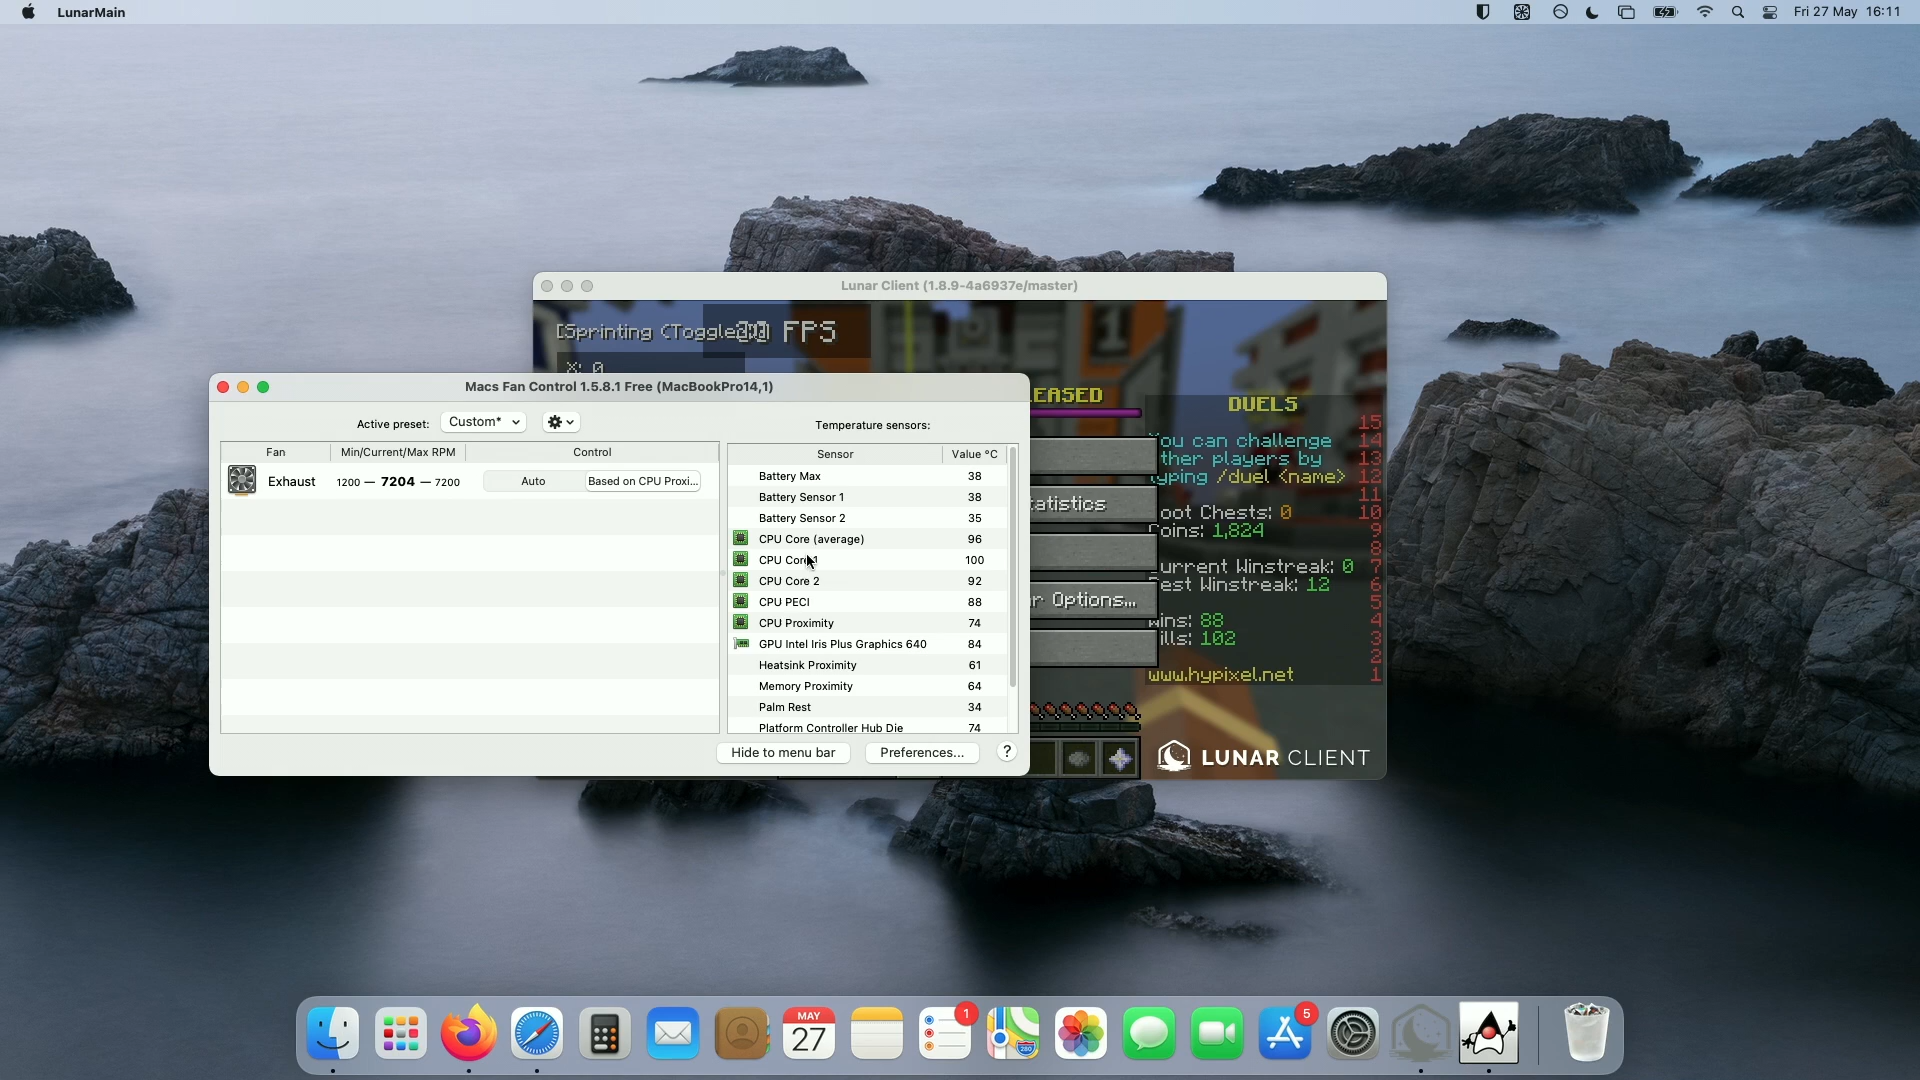 LunarMain
Fri 27 May 16:11
Lunar Client (1.8.9-4a6937e/master)
FPS
X: 0
Macs Fan Control 1.5.8.1 Free (MacBookPro14,1)
Active preset: Custom*
Temperature sensors:
Fan Min/Current/Max RPM Control
Exhaust 1200 — 7204 — 7200 Auto Based on CPU Proxi...
Sensor Value °C
Battery Max 38
Battery Sensor 1 38
Battery Sensor 2 35
CPU Core (average) 96
CPU Core 1 100
CPU Core 2 92
CPU PECI 88
CPU Proximity 74
GPU Intel Iris Plus Graphics 640 84
Heatsink Proximity 61
Memory Proximity 64
Palm Rest 34
Platform Controller Hub Die 74
Hide to menu bar
Preferences...
?
EASED
atistics
r Options...
DUELS
15
You can challenge 14
ther players by 13
typing /duel <name> 12
11
oot Chests: 0 10
Coins: 1,824 9
8
urrent Winstreak: 0 7
Best Winstreak: 12 6
5
Wins: 88 4
ills: 102 3
2
www.hypixel.net 1
LUNAR CLIENT
MAY
27
1
280
5